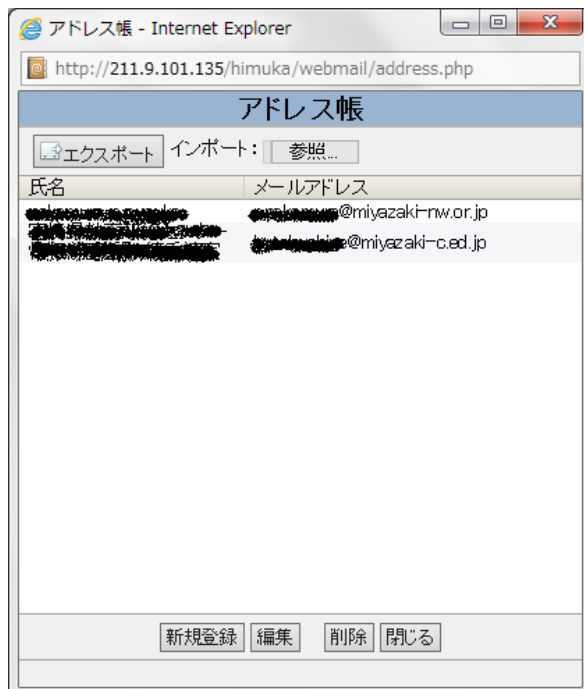 アドレス帳 - Internet Explorer
http://211.9.101.135/himuka/webmail/address.php
アドレス帳
エクスポート インポート: 参照...
氏名 メールアドレス
@miyazaki-nw.or.jp
@miyazaki-c.ed.jp
新規登録 編集 削除 閉じる